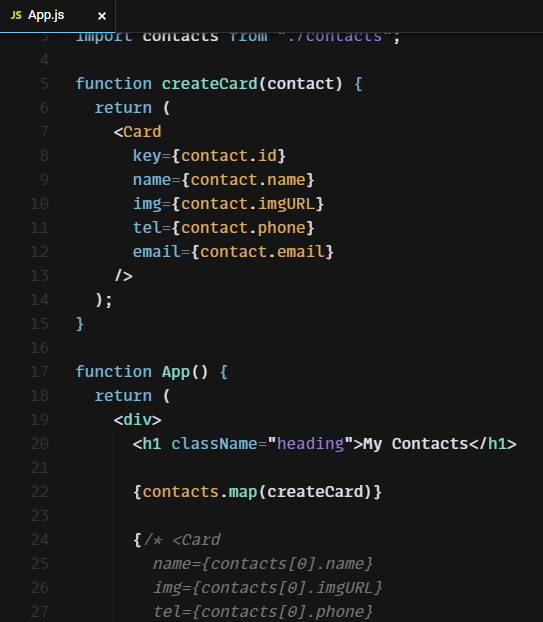 JS App.js ×
3 import contacts from "./contacts";
4
5 function createCard(contact) {
6 return (
7 <Card
8 key={contact.id}
9 name={contact.name}
10 img={contact.imgURL}
11 tel={contact.phone}
12 email={contact.email}
13 />
14 );
15 }
16
17 function App() {
18 return (
19 <div>
20 <h1 className="heading">My Contacts</h1>
21
22 {contacts.map(createCard)}
23
24 {/* <Card
25 name={contacts[0].name}
26 img={contacts[0].imgURL}
27 tel={contacts[0].phone}